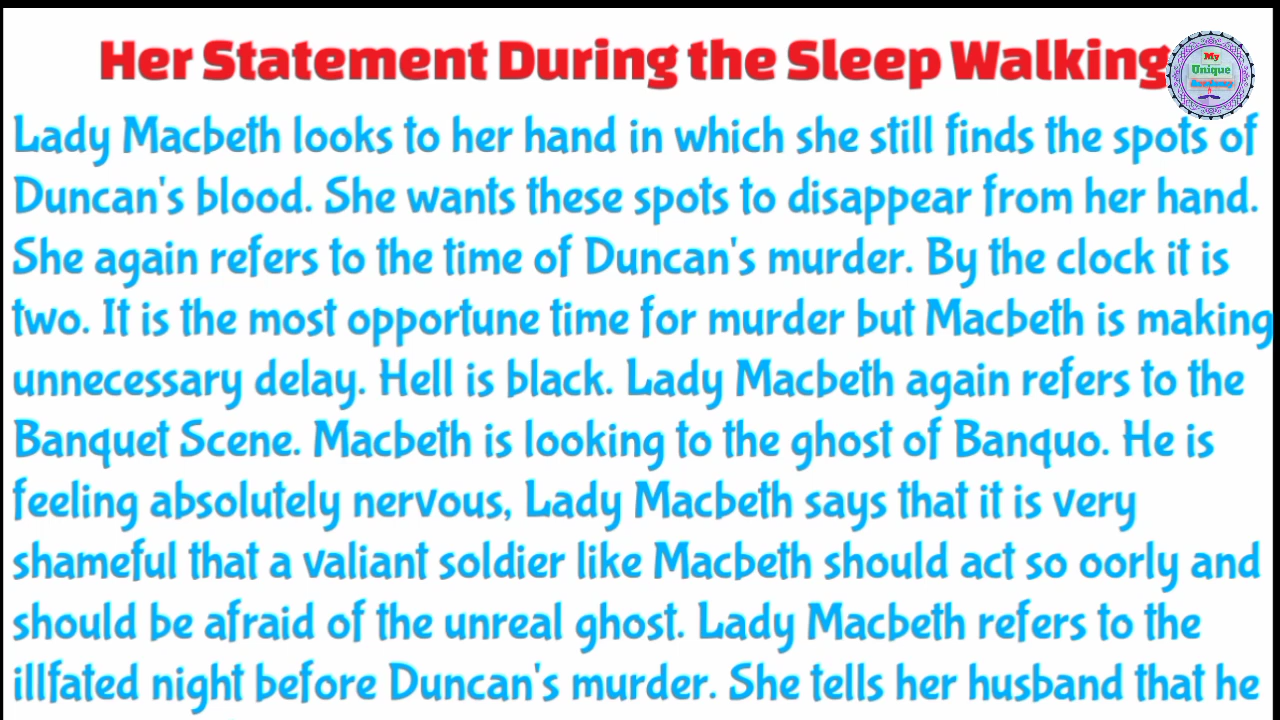 Her Statement During the Sleep Walking
My
Unique
Academy
Lady Macbeth looks to her hand in which she still finds the spots of
Duncan's blood. She wants these spots to disappear from her hand.
She again refers to the time of Duncan's murder. By the clock it is
two. It is the most opportune time for murder but Macbeth is making
unnecessary delay. Hell is black. Lady Macbeth again refers to the
Banquet Scene. Macbeth is looking to the ghost of Banquo. He is
feeling absolutely nervous, Lady Macbeth says that it is very
shameful that a valiant soldier like Macbeth should act so oorly and
should be afraid of the unreal ghost. Lady Macbeth refers to the
illfated night before Duncan's murder. She tells her husband that he